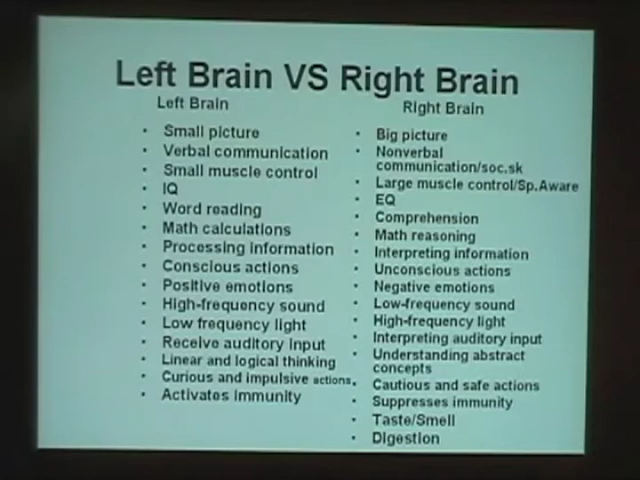 Left Brain VS Right Brain
Left Brain
• Small picture
• Verbal communication
• Small muscle control
• IQ
• Word reading
• Math calculations
• Processing information
• Conscious actions
• Positive emotions
• High-frequency sound
• Low frequency light
• Receive auditory input
• Linear and logical thinking
• Curious and impulsive actions.
• Activates immunity
Right Brain
• Big picture
• Nonverbal
communication/soc.sk
• Large muscle control/Sp.Aware
• EQ
• Comprehension
• Math reasoning
• Interpreting information
• Unconscious actions
• Negative emotions
• Low-frequency sound
• High-frequency light
• Interpreting auditory input
• Understanding abstract
concepts
• Cautious and safe actions
• Suppresses immunity
• Taste/Smell
• Digestion